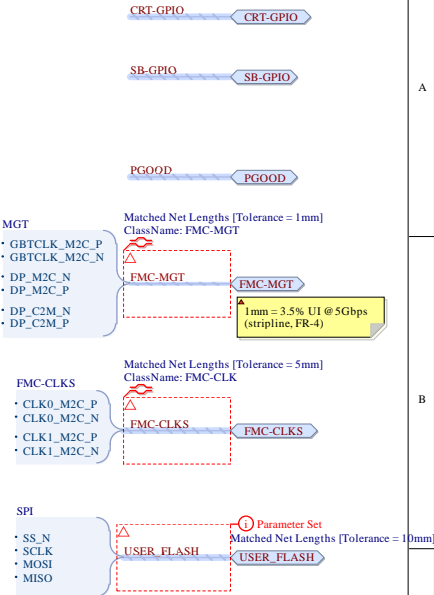 CRT-GPIO
CRT-GPIO
SB-GPIO
SB-GPIO
A
PGOOD
PGOOD
Matched Net Lengths [Tolerance = 1mm]
ClassName: FMC-MGT
MGT
GBTCLK_M2C_P
GBTCLK_M2C_N
DP_M2C_N
DP_M2C_P
DP_C2M_N
DP_C2M_P
FMC-MGT
FMC-MGT
1mm = 3.5% UI @5Gbps
(stripline, FR-4)
Matched Net Lengths [Tolerance = 5mm]
ClassName: FMC-CLK
FMC-CLKS
CLK0_M2C_P
CLK0_M2C_N
CLK1_M2C_P
CLK1_M2C_N
FMC-CLKS
FMC-CLKS
B
SPI
SS_N
SCLK
MOSI
MISO
i Parameter Set
Matched Net Lengths [Tolerance = 10mm]
USER_FLASH
USER_FLASH